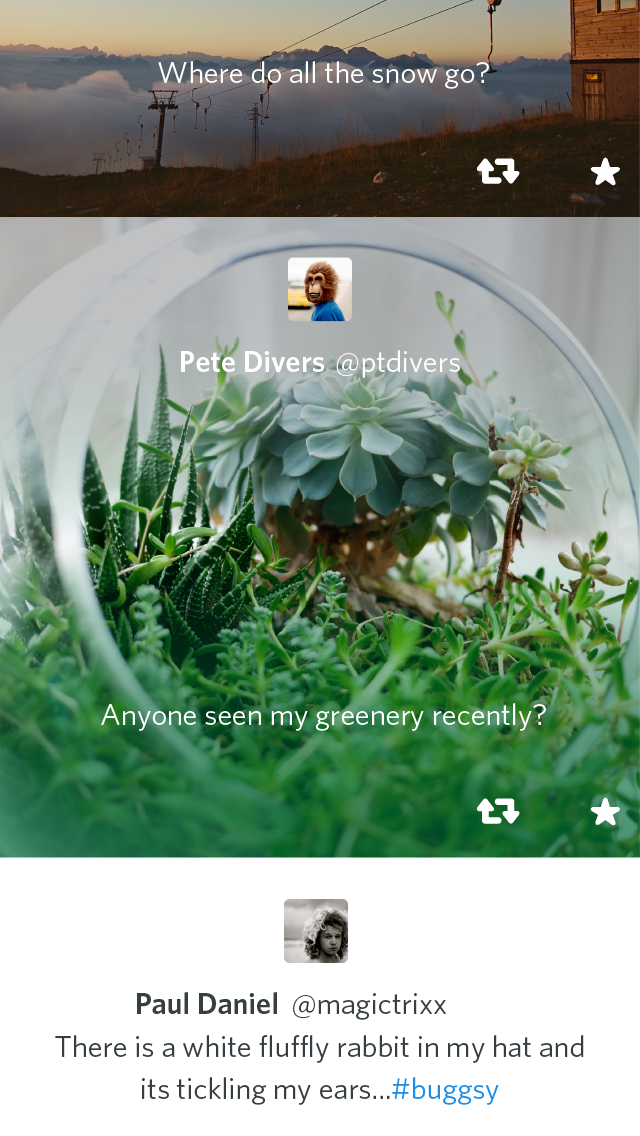 Where do all the snow go?
Pete Divers @ptdivers
Anyone seen my greenery recently?
Paul Daniel @magictrixx
There is a white fluffly rabbit in my hat and
its tickling my ears...#buggsy